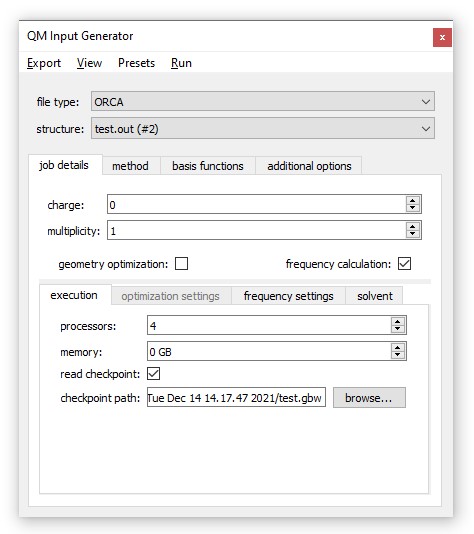 QM Input Generator
x
Export View Presets Run
file type: ORCA
structure: test.out (#2)
job details method basis functions additional options
charge: 0
multiplicity: 1
geometry optimization: frequency calculation:
execution optimization settings frequency settings solvent
processors: 4
memory: 0 GB
read checkpoint:
checkpoint path: Tue Dec 14 14.17.47 2021/test.gbw browse...